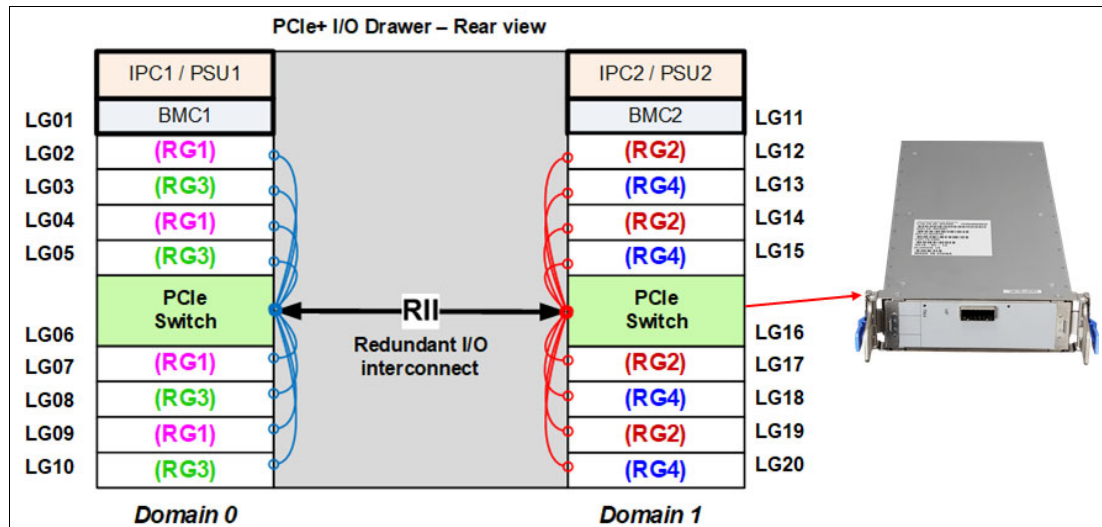 PCIe+ I/O Drawer – Rear view
IPC1 / PSU1
IPC2 / PSU2
LG01
BMC1
BMC2
LG11
LG02
(RG1)
(RG2)
LG12
LG03
(RG3)
(RG4)
LG13
LG04
(RG1)
(RG2)
LG14
LG05
(RG3)
(RG4)
LG15
PCIe
Switch
RII
PCIe
Switch
LG06
Redundant I/O
interconnect
LG16
LG07
(RG1)
(RG2)
LG17
LG08
(RG3)
(RG4)
LG18
LG09
(RG1)
(RG2)
LG19
LG10
(RG3)
(RG4)
LG20
Domain 0
Domain 1